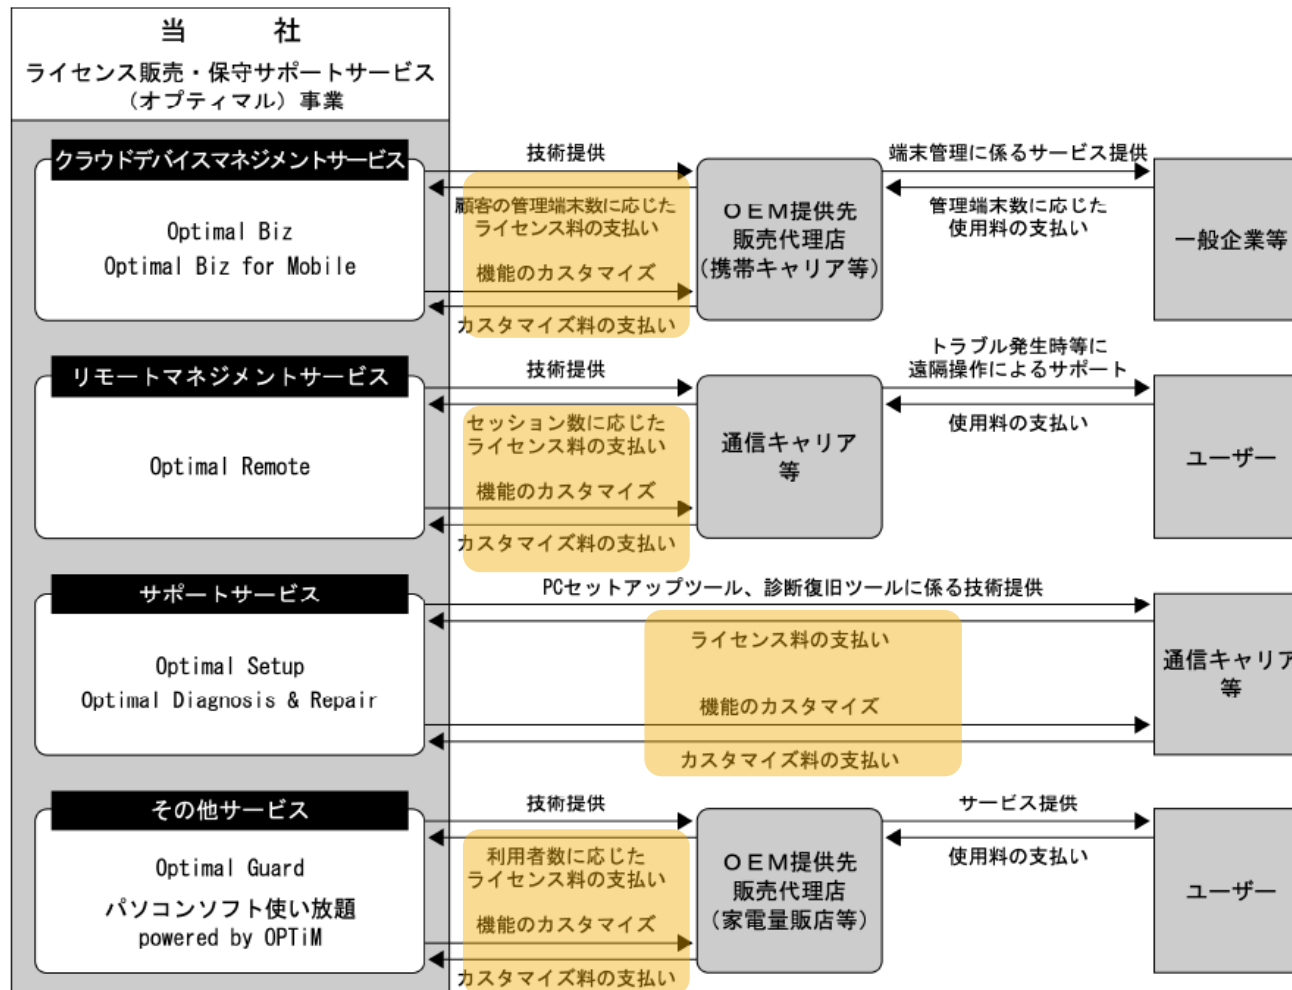 当 社
ライセンス販売・保守サポートサービス
（オプティマル）事業
クラウドデバイスマネジメントサービス
Optimal Biz
Optimal Biz for Mobile
技術提供
顧客の管理端末数に応じた
ライセンス料の支払い
機能のカスタマイズ
カスタマイズ料の支払い
ＯＥＭ提供先
販売代理店
（携帯キャリア等）
端末管理に係るサービス提供
管理端末数に応じた
使用料の支払い
一般企業等
リモートマネジメントサービス
Optimal Remote
技術提供
セッション数に応じた
ライセンス料の支払い
機能のカスタマイズ
カスタマイズ料の支払い
通信キャリア
等
トラブル発生時等に
遠隔操作によるサポート
使用料の支払い
ユーザー
サポートサービス
Optimal Setup
Optimal Diagnosis & Repair
PCセットアップツール、診断復旧ツールに係る技術提供
ライセンス料の支払い
機能のカスタマイズ
カスタマイズ料の支払い
通信キャリア
等
その他サービス
Optimal Guard
パソコンソフト使い放題
powered by OPTiM
技術提供
利用者数に応じた
ライセンス料の支払い
機能のカスタマイズ
カスタマイズ料の支払い
ＯＥＭ提供先
販売代理店
（家電量販店等）
サービス提供
使用料の支払い
ユーザー